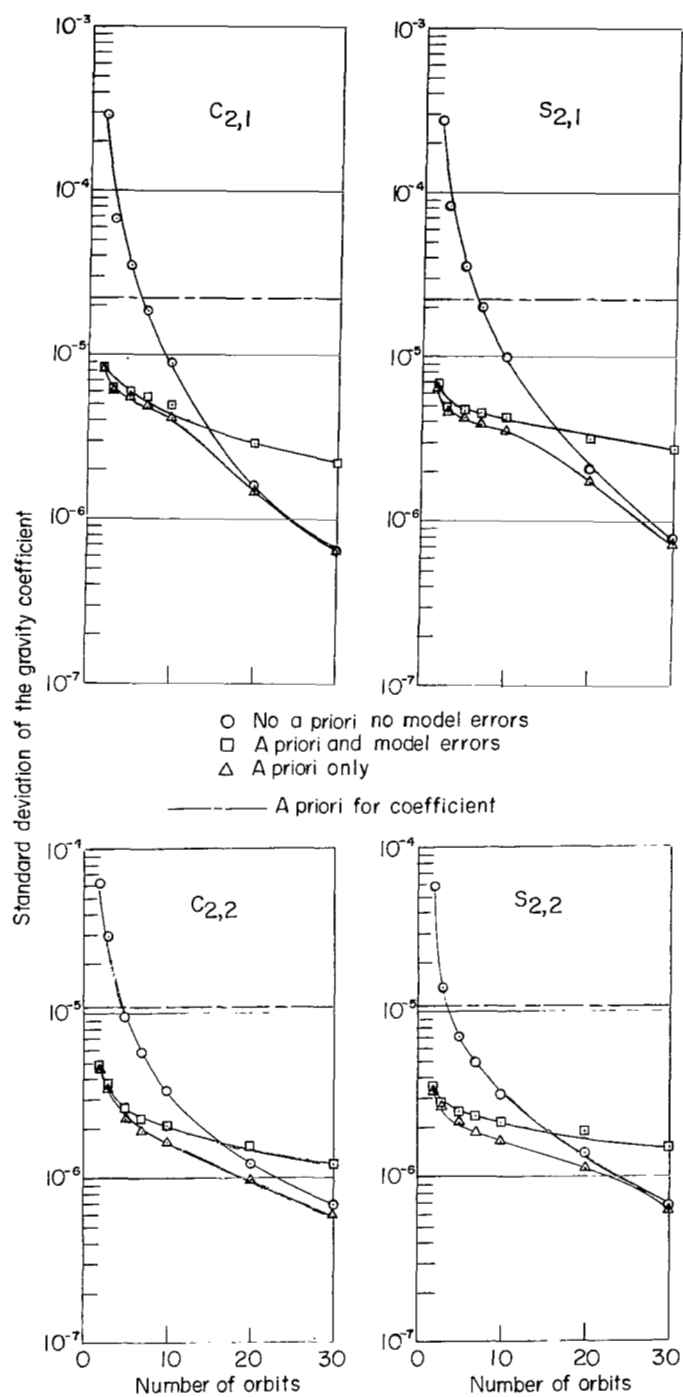 10⁻³
10⁻⁴
10⁻⁵
10⁻⁶
10⁻⁷
C2,1
10⁻³
10⁻⁴
10⁻⁵
10⁻⁶
10⁻⁷
S2,1
Standard deviation of the gravity coefficient
No a priori no model errors
A priori and model errors
A priori only
A priori for coefficient
10⁻⁴
10⁻⁵
10⁻⁶
10⁻⁷
C2,2
0 10 20 30
Number of orbits
10⁻⁴
10⁻⁵
10⁻⁶
10⁻⁷
S2,2
0 10 20 30
Number of orbits